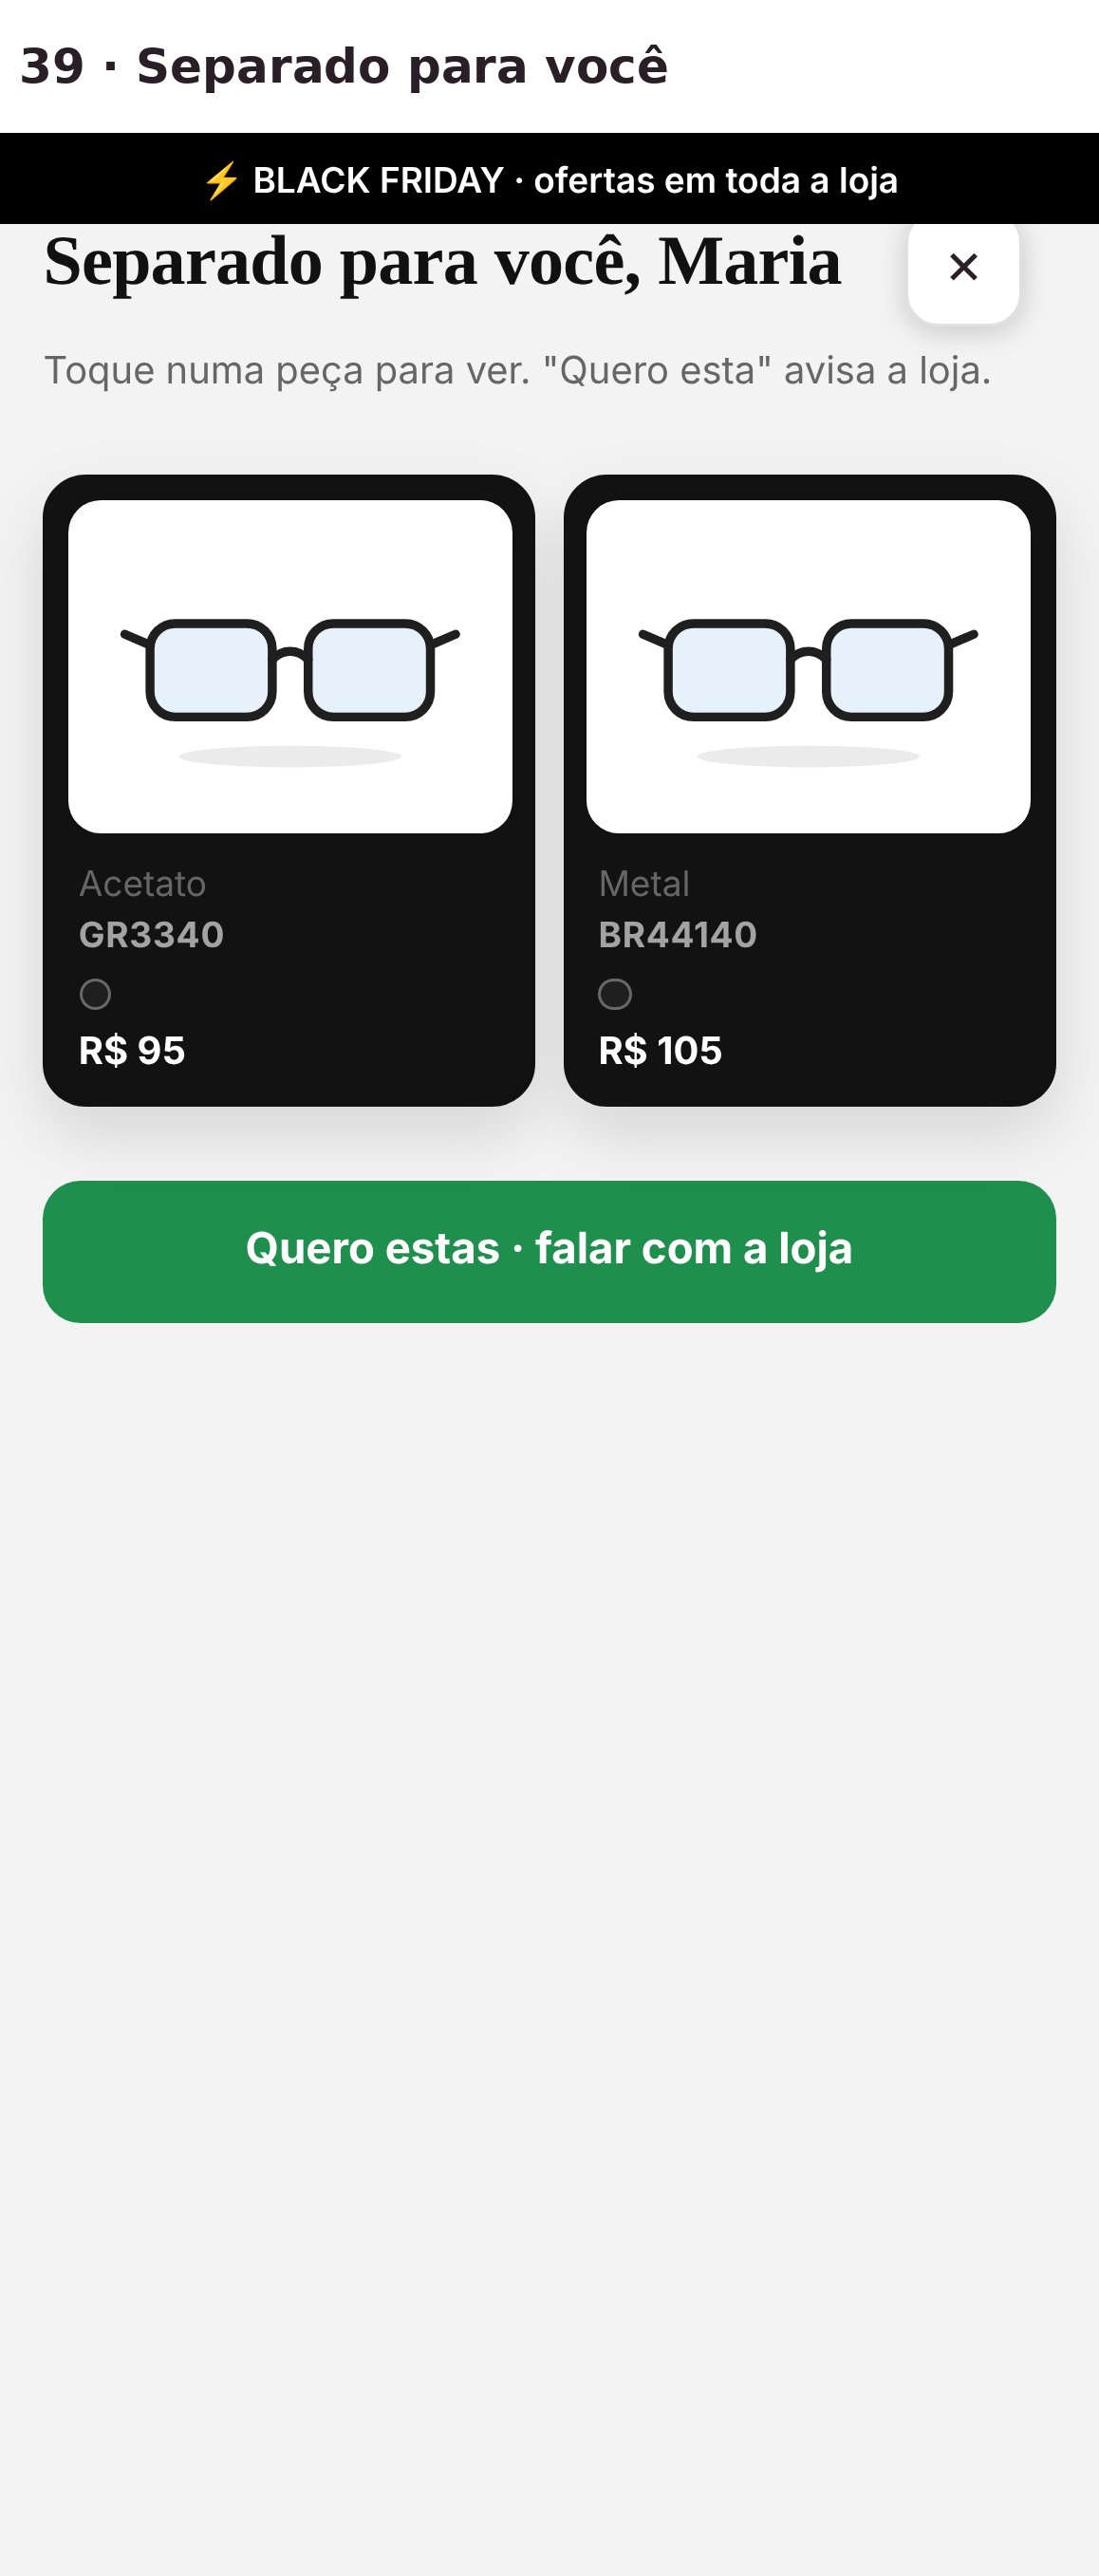 39 · Separado para você
⚡ BLACK FRIDAY · ofertas em toda a loja
Separado para você, Maria
×
Toque numa peça para ver. "Quero esta" avisa a loja.
Acetato
GR3340
R$ 95
Metal
BR44140
R$ 105
Quero estas · falar com a loja